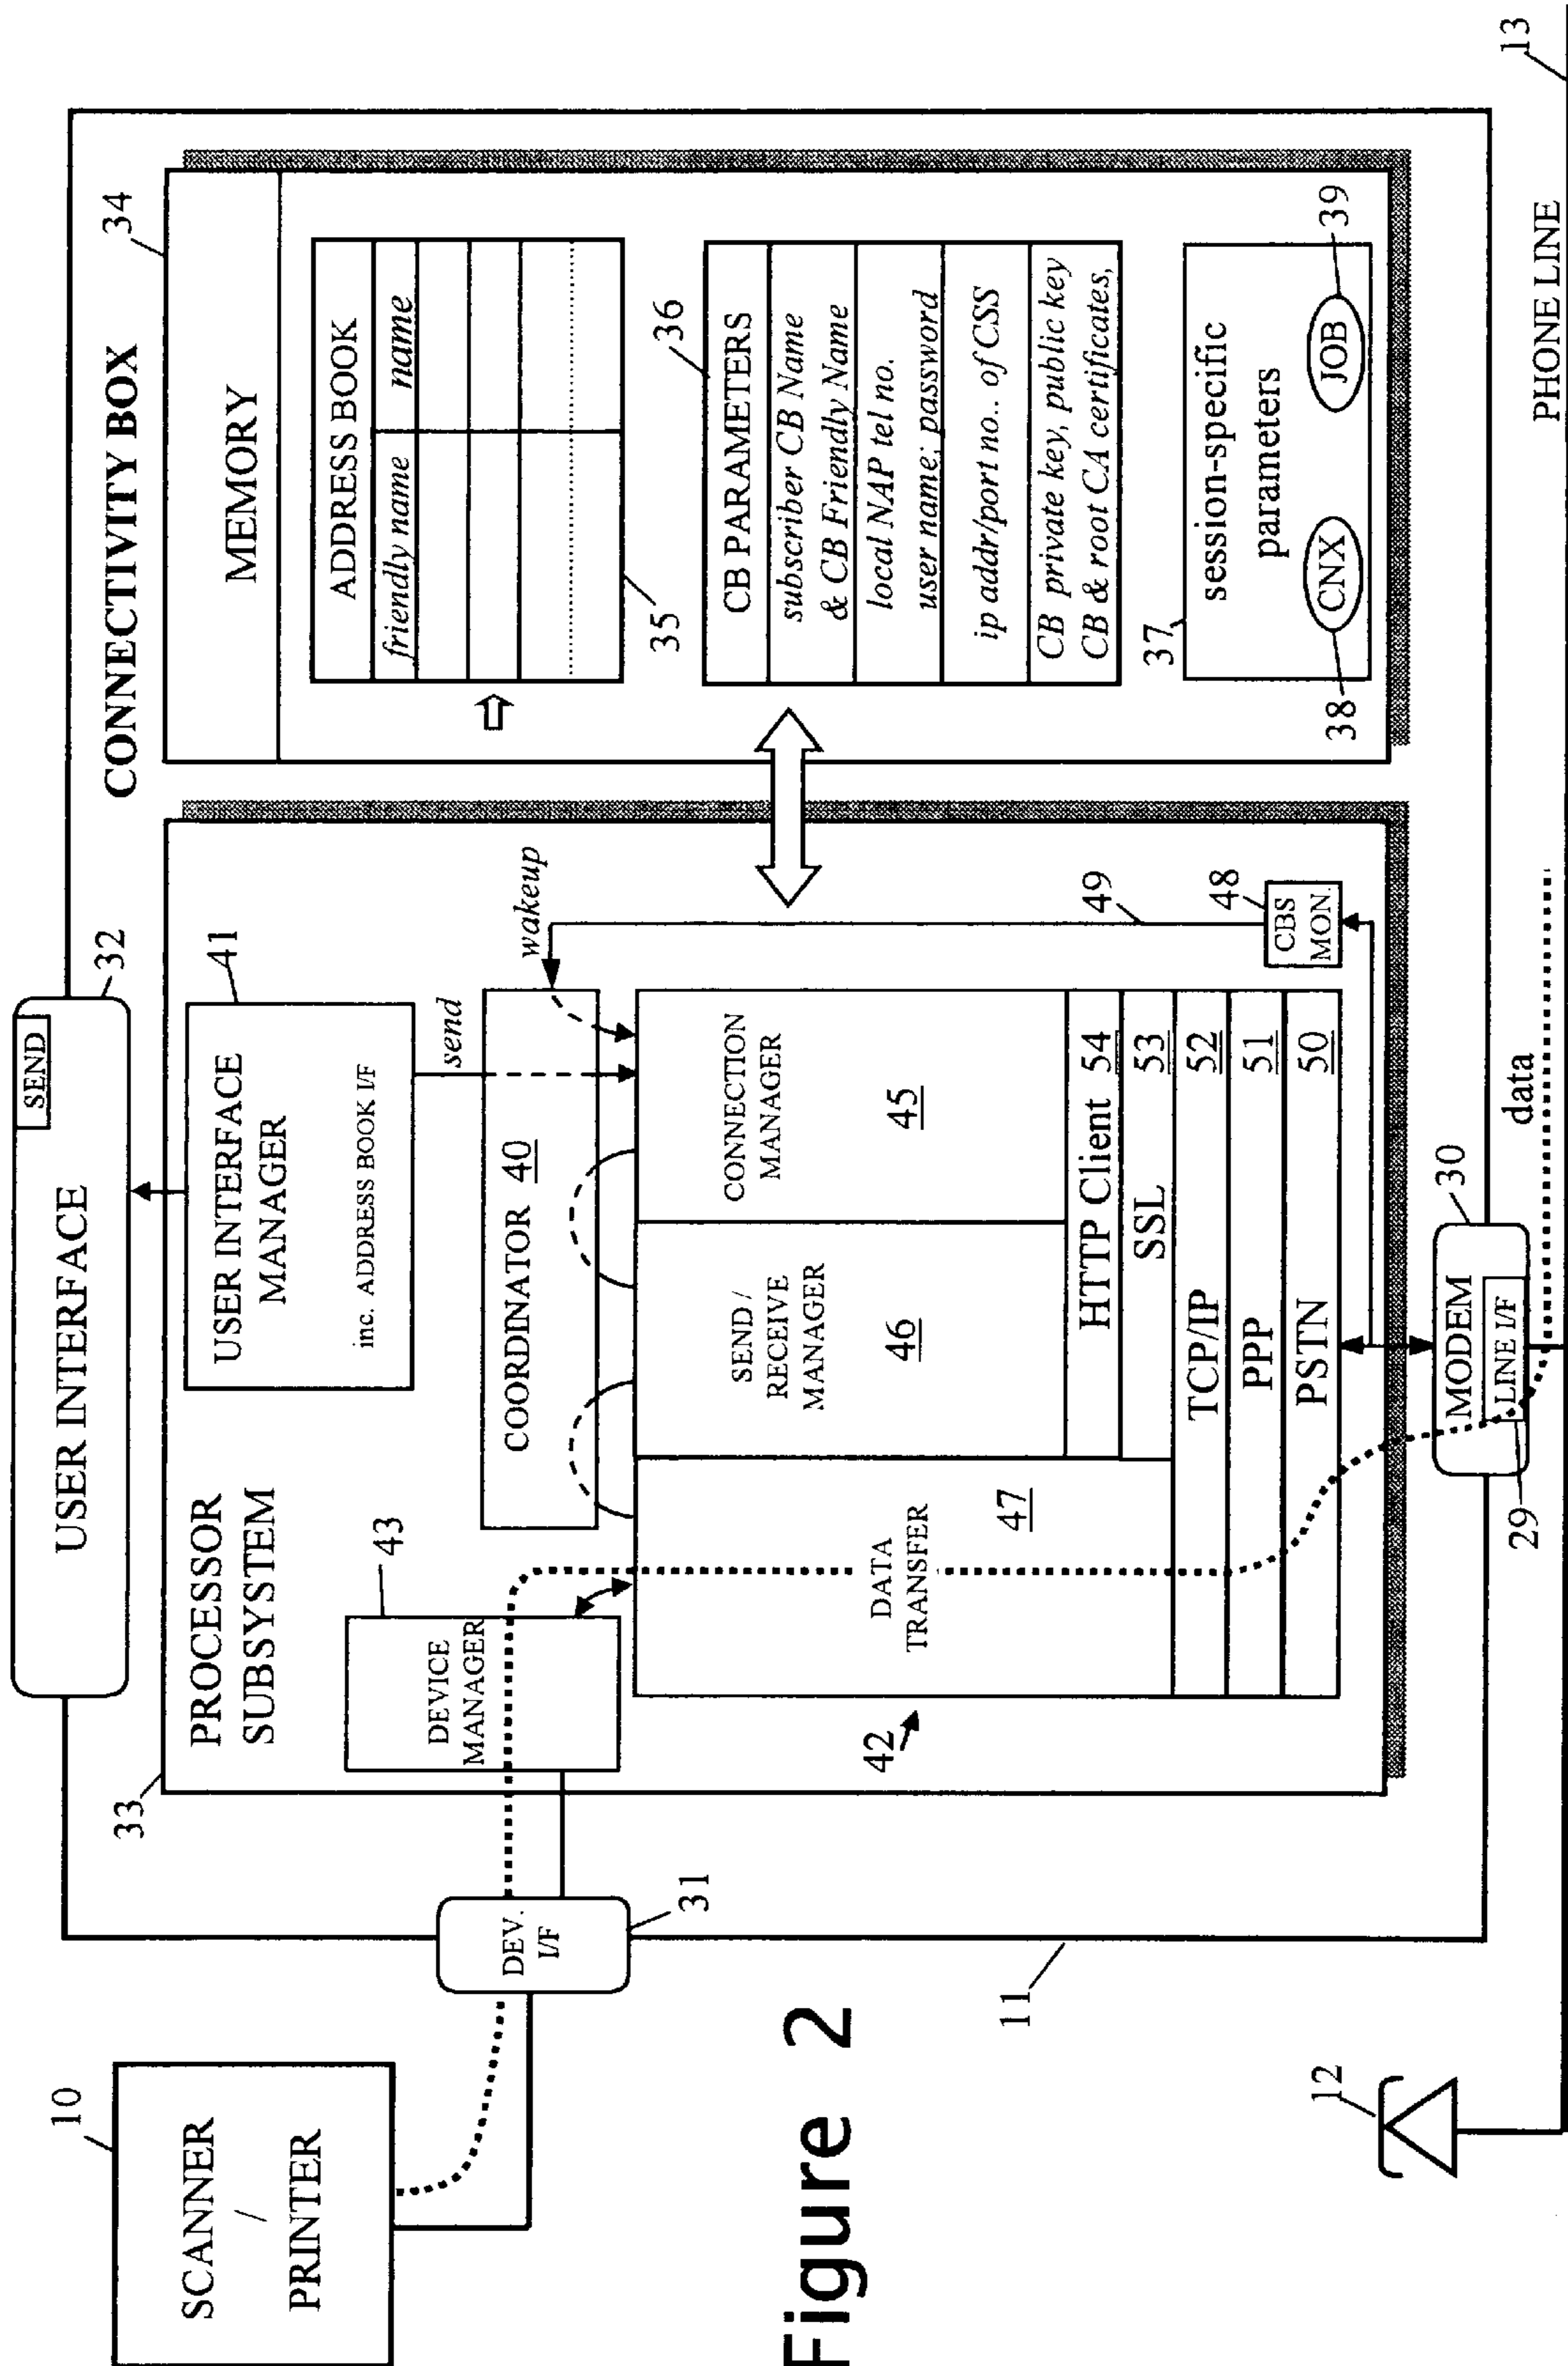 10
SCANNER
/
PRINTER
DEV.
I/F
31
11
12
Figure 2
SEND
USER INTERFACE
32
CONNECTIVITY BOX
33
PROCESSOR
SUBSYSTEM
USER INTERFACE
MANAGER
inc. ADDRESS BOOK I/F
41
send
wakeup
DEVICE
MANAGER
43
COORDINATOR 40
DATA
TRANSFER
47
SEND /
RECEIVE
MANAGER
46
CONNECTION
MANAGER
45
42
HTTP Client 54
SSL 53
TCP/IP 52
PPP 51
PSTN 50
49
48
CBS
MON.
MODEM
LINE I/F
30
29
data
34
MEMORY
ADDRESS BOOK
friendly name name
35
36
CB PARAMETERS
subscriber CB Name
& CB Friendly Name
local NAP tel no.
user name; password
ip addr/port no.. of CSS
CB private key, public key
CB & root CA certificates,
37
session-specific
parameters
CNX
JOB
38
39
PHONE LINE
13